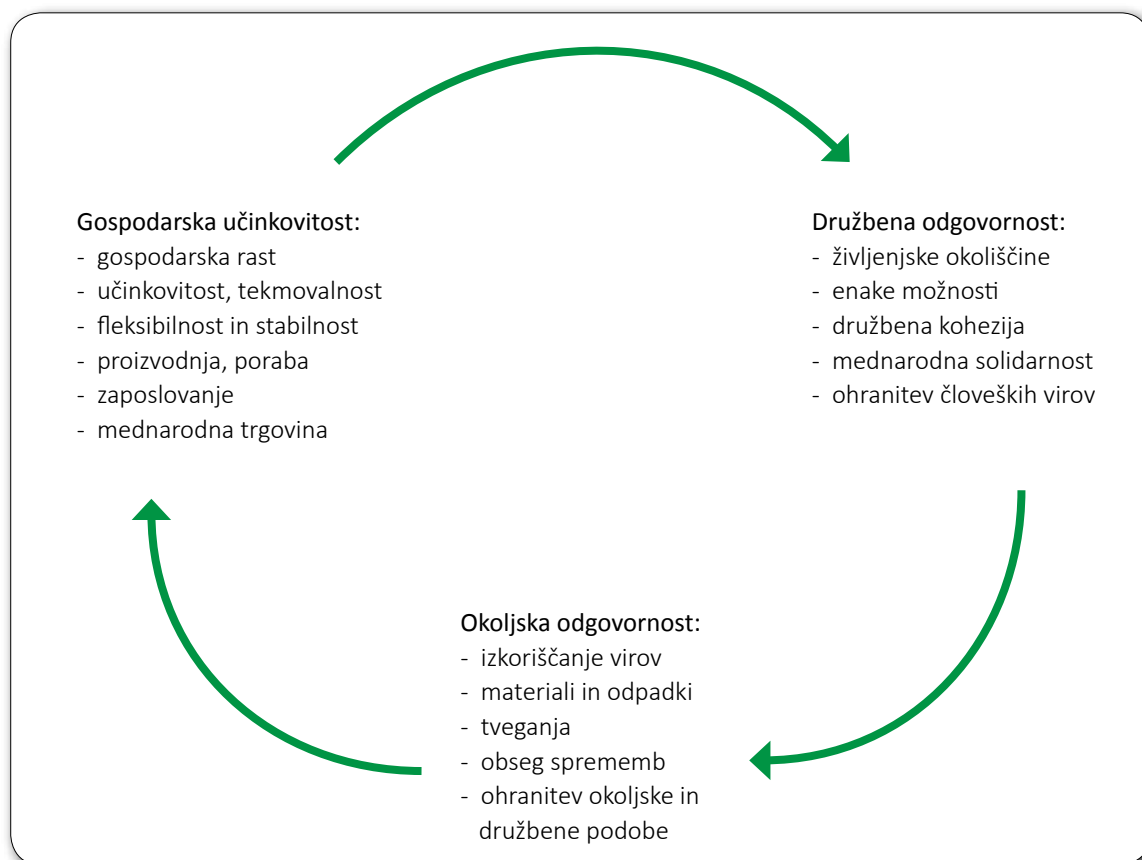 Gospodarska učinkovitost:
- gospodarska rast
- učinkovitost, tekmovalnost
- fleksibilnost in stabilnost
- proizvodnja, poraba
- zaposlovanje
- mednarodna trgovina
Družbena odgovornost:
- življenjske okoliščine
- enake možnosti
- družbena kohezija
- mednarodna solidarnost
- ohranitev človeških virov
Okoljska odgovornost:
- izkoriščanje virov
- materiali in odpadki
- tveganja
- obseg sprememb
- ohranitev okoljske in
družbene podobe